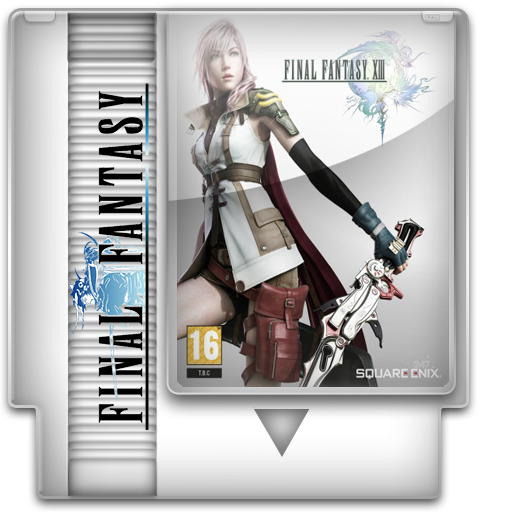 FINAL FANTASY
FINAL FANTASY XIII
16
T.B.C
SQUARE ENIX